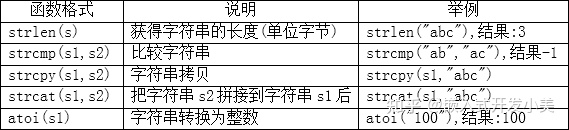 函数格式 说明 举例
strlen(s) 获得字符串的长度(单位字节) strlen("abc"),结果:3
strcmp(s1,s2) 比较字符串 strcmp("ab","ac"),结果-1
strcpy(s1,s2) 字符串拷贝 strcpy(s1,"abc")
strcat(s1,s2) 把字符串s2拼接到字符串s1后 strcat(s1,"abc")
atoi(s1) 字符串转换为整数 atoi("100"),结果:100